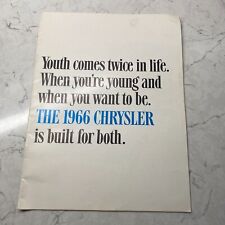 Youth comes twice in life.
When you're young and
when you want to be.
THE 1966 CHRYSLER
is built for both.